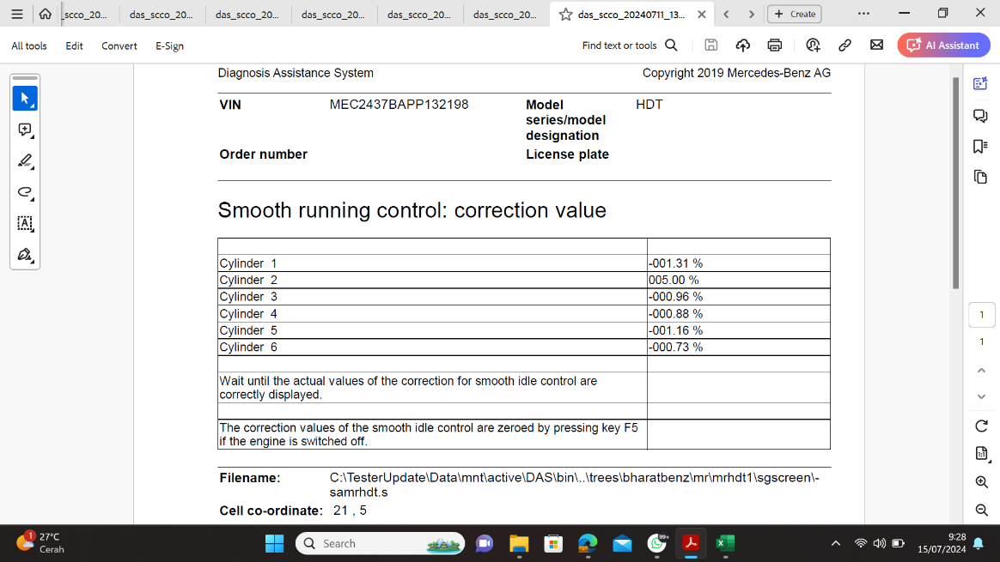 _scco_20...
das_scco_20...
das_scco_20...
das_scco_20...
das_scco_20...
das_scco_20...
das_scco_20240711_13...
Create
All tools
Edit
Convert
E-Sign
Find text or tools
AI Assistant
Diagnosis Assistance System
Copyright 2019 Mercedes-Benz AG
VIN
MEC2437BAPP132198
Model
series/model
designation
HDT
Order number
License plate
Smooth running control: correction value
Cylinder 1 -001.31 %
Cylinder 2 005.00 %
Cylinder 3 -000.96 %
Cylinder 4 -000.88 %
Cylinder 5 -001.16 %
Cylinder 6 -000.73 %
Wait until the actual values of the correction for smooth idle control are
correctly displayed.
The correction values of the smooth idle control are zeroed by pressing key F5
if the engine is switched off.
Filename: C:\TesterUpdate\Data\mnt\active\DAS\bin\..\trees\bharatbenz\mr\mrhdt1\sgscreen\-
samrhdt.s
Cell co-ordinate: 21 , 5
1
1
1:1
1
27°C
Cerah
Search
99+
9:28
15/07/2024